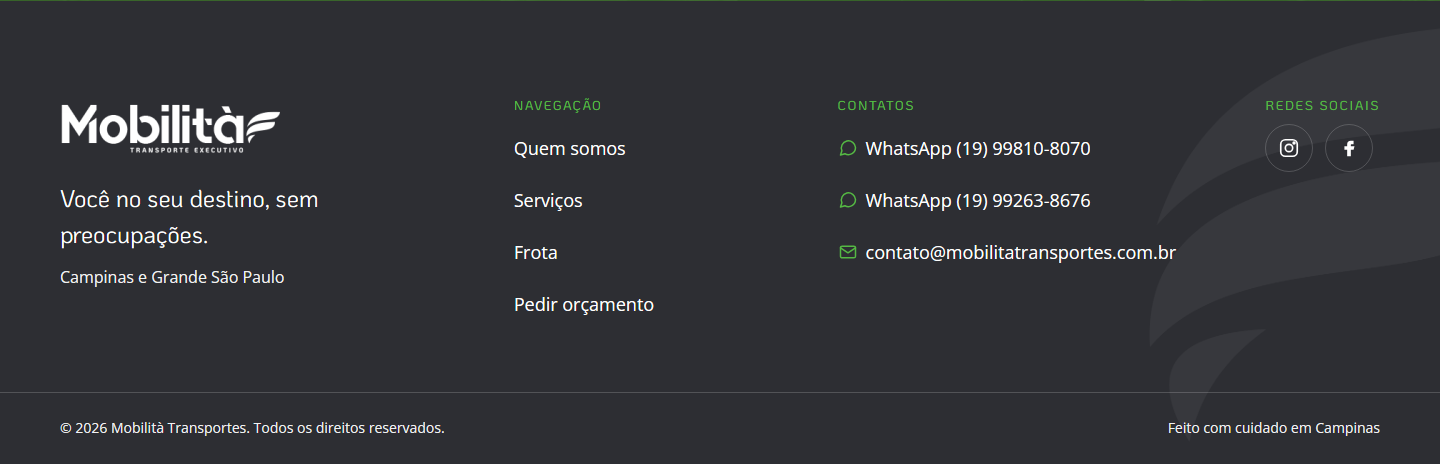 Mobilità
TRANSPORTE EXECUTIVO
Você no seu destino, sem
preocupações.
Campinas e Grande São Paulo
NAVEGAÇÃO
Quem somos
Serviços
Frota
Pedir orçamento
CONTATOS
WhatsApp (19) 99810-8070
WhatsApp (19) 99263-8676
contato@mobilitatransportes.com.br
REDES SOCIAIS
© 2026 Mobilità Transportes. Todos os direitos reservados.
Feito com cuidado em Campinas